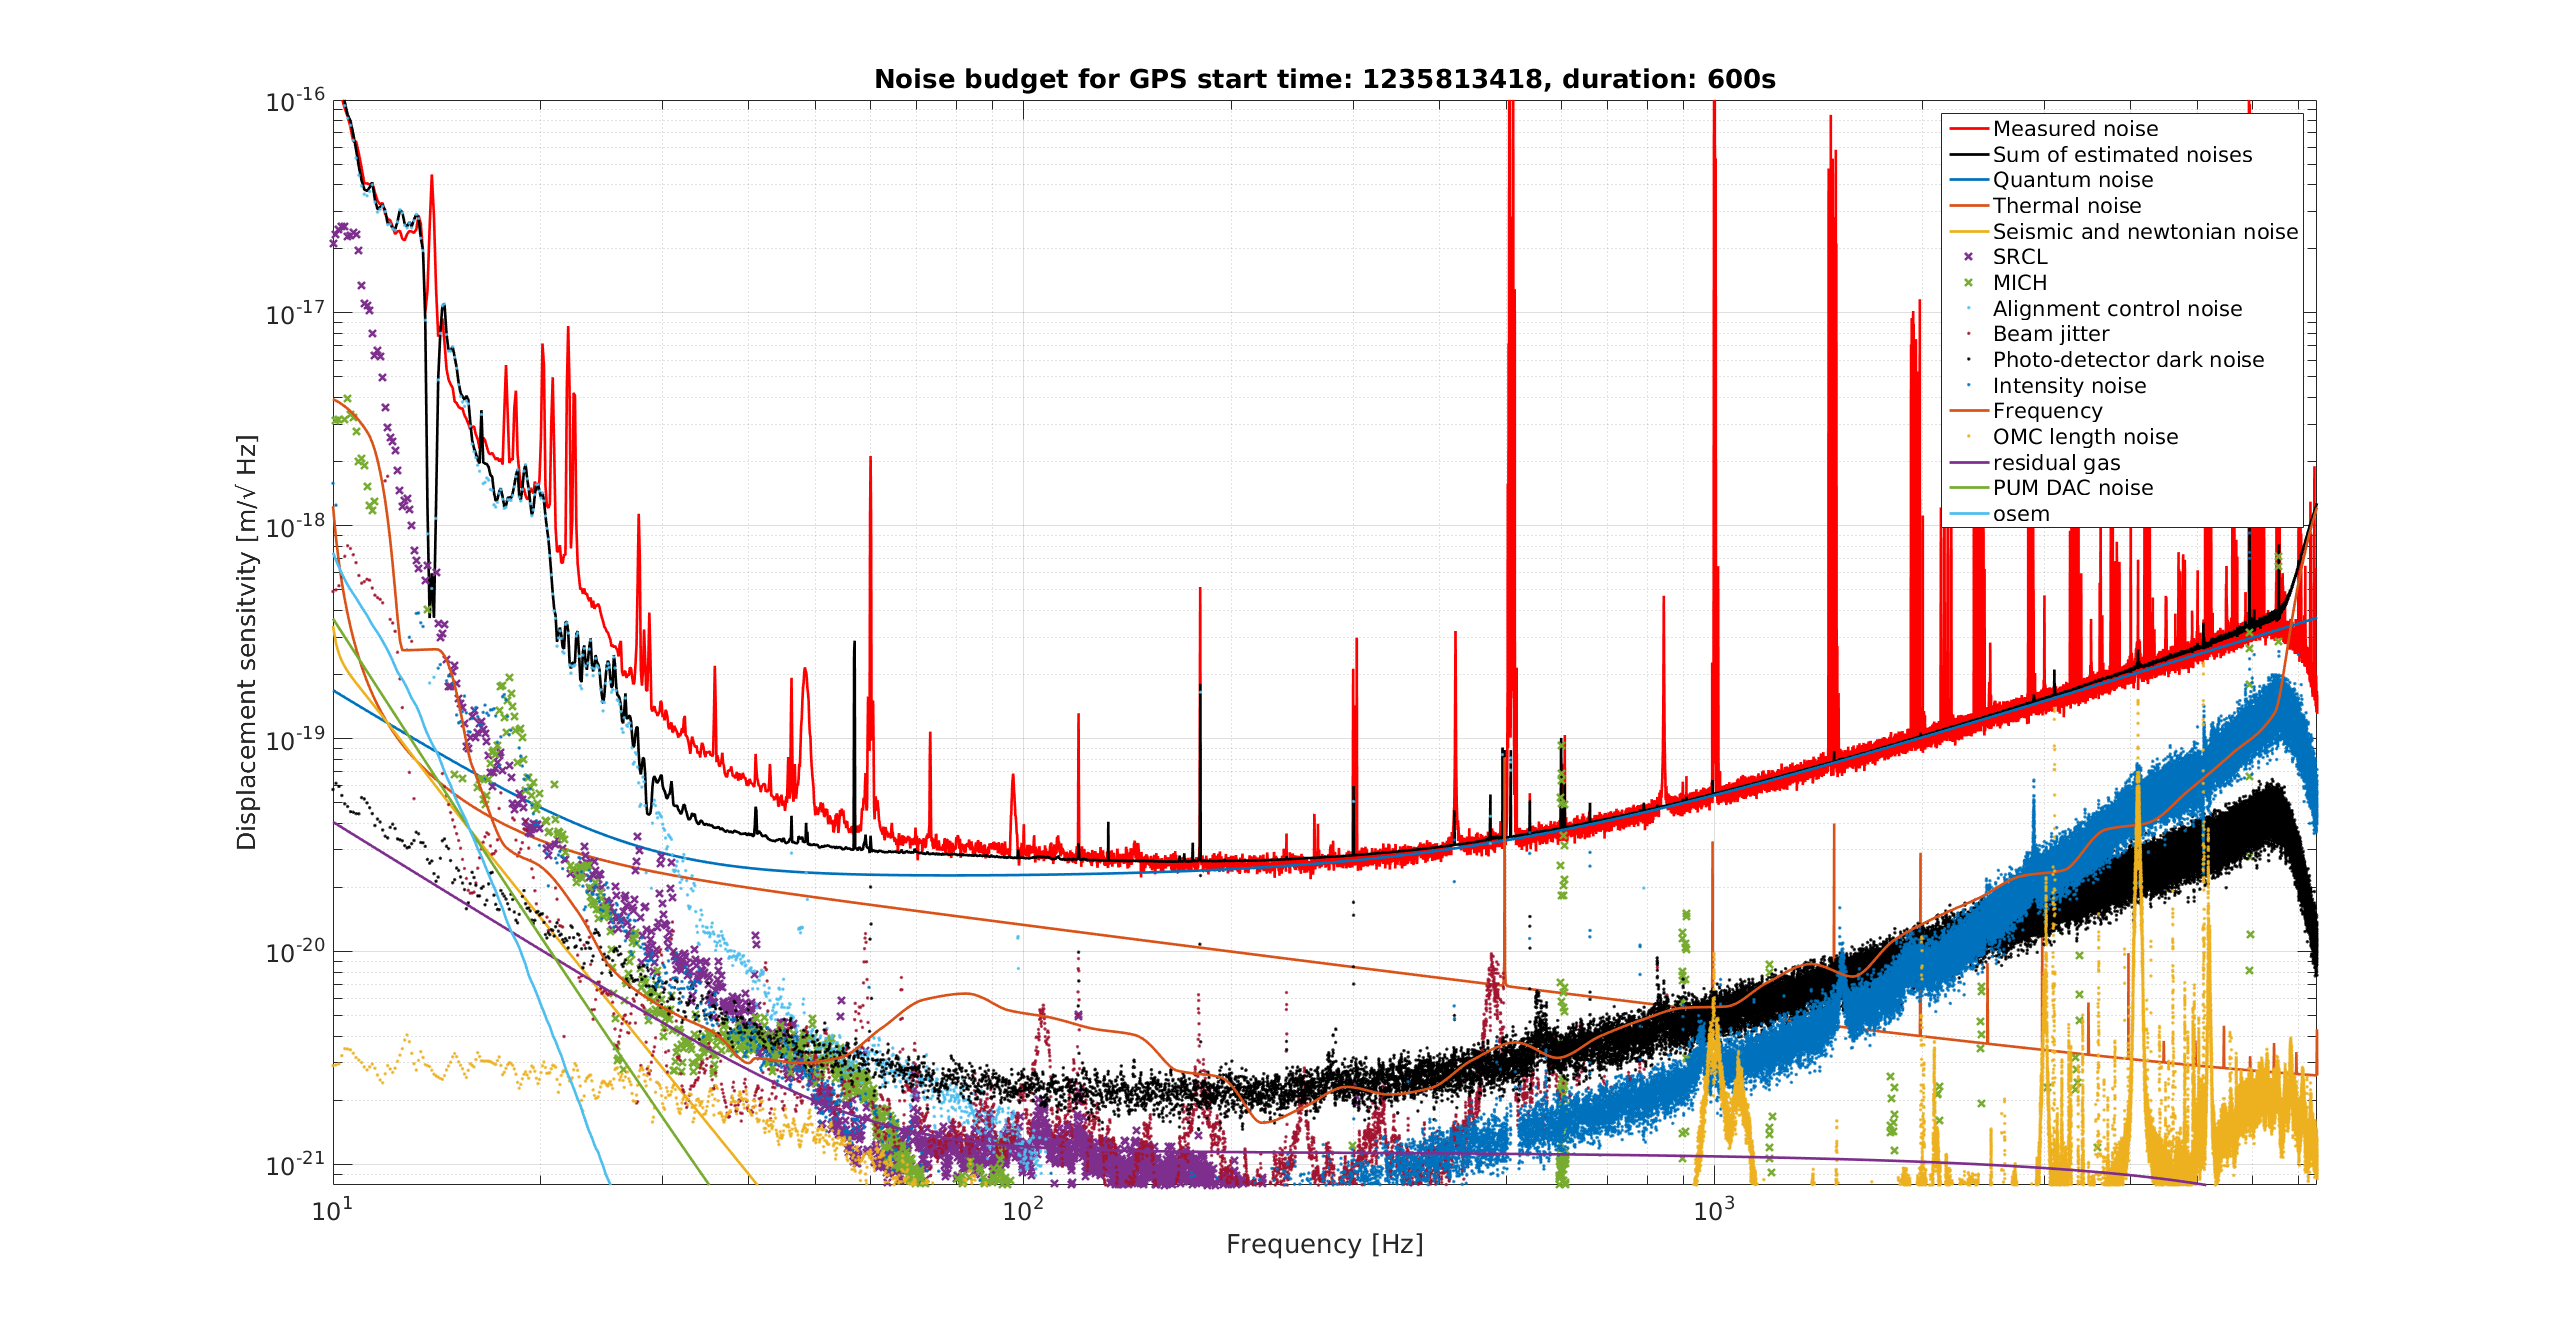 Noise budget for GPS start time: 1235813418, duration: 600s
10^-16
10^-17
10^-18
10^-19
10^-20
10^-21
Displacement sensitvity [m/√ Hz]
Measured noise
Sum of estimated noises
Quantum noise
Thermal noise
Seismic and newtonian noise
SRCL
MICH
Alignment control noise
Beam jitter
Photo-detector dark noise
Intensity noise
Frequency
OMC length noise
residual gas
PUM DAC noise
osem
10^1 10^2 10^3
Frequency [Hz]